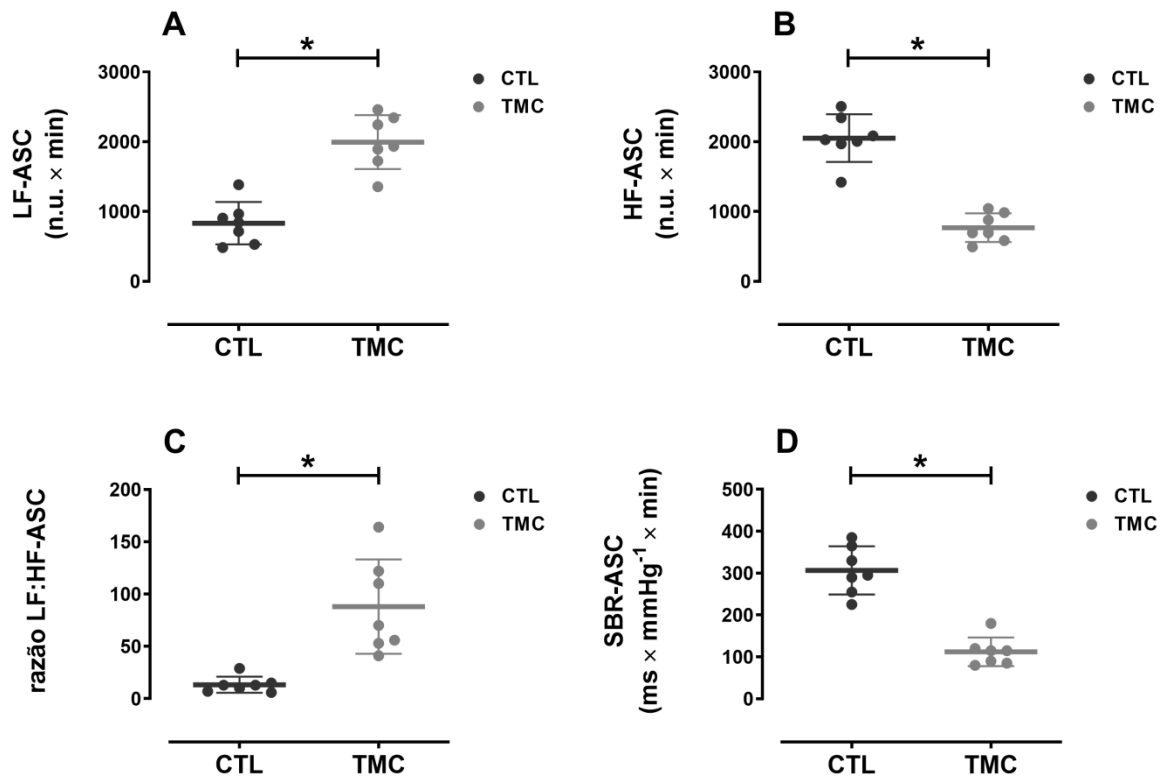 A
*
LF-ASC
(n.u. × min)
3000
2000
1000
0
CTL
TMC
CTL
TMC
B
*
HF-ASC
(n.u. × min)
3000
2000
1000
0
CTL
TMC
CTL
TMC
C
*
razão LF:HF-ASC
200
150
100
50
0
CTL
TMC
CTL
TMC
D
*
SBR-ASC
(ms × mmHg⁻¹ × min)
500
400
300
200
100
0
CTL
TMC
CTL
TMC